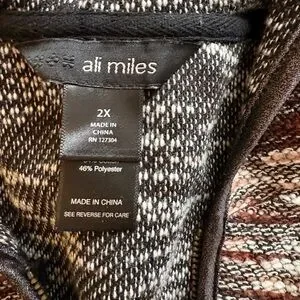 ali miles
2X
MADE IN
CHINA
RN 127304
46% Polyester
MADE IN CHINA
SEE REVERSE FOR CARE